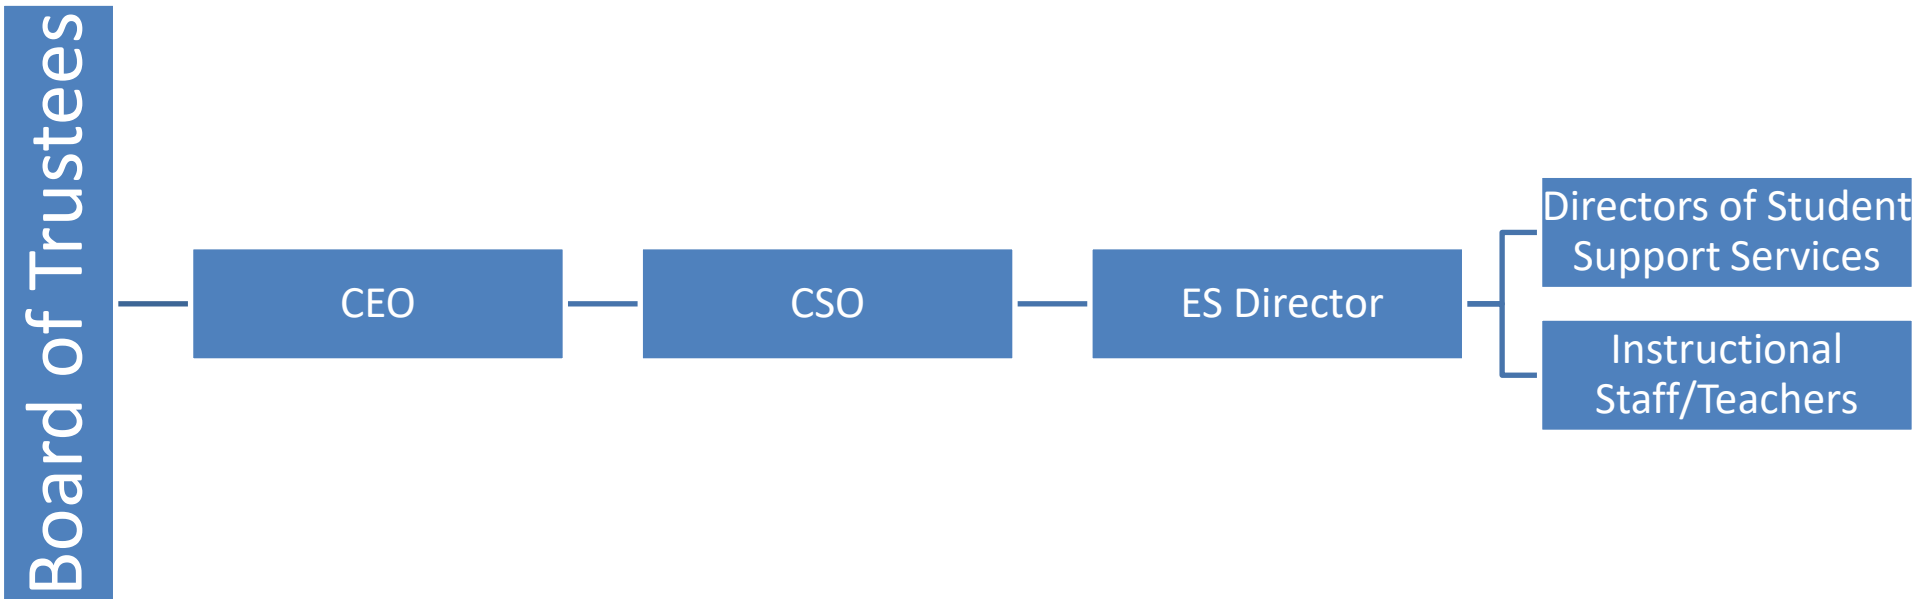 Board of Trustees
CEO
CSO
ES Director
Directors of Student
Support Services
Instructional
Staff/Teachers